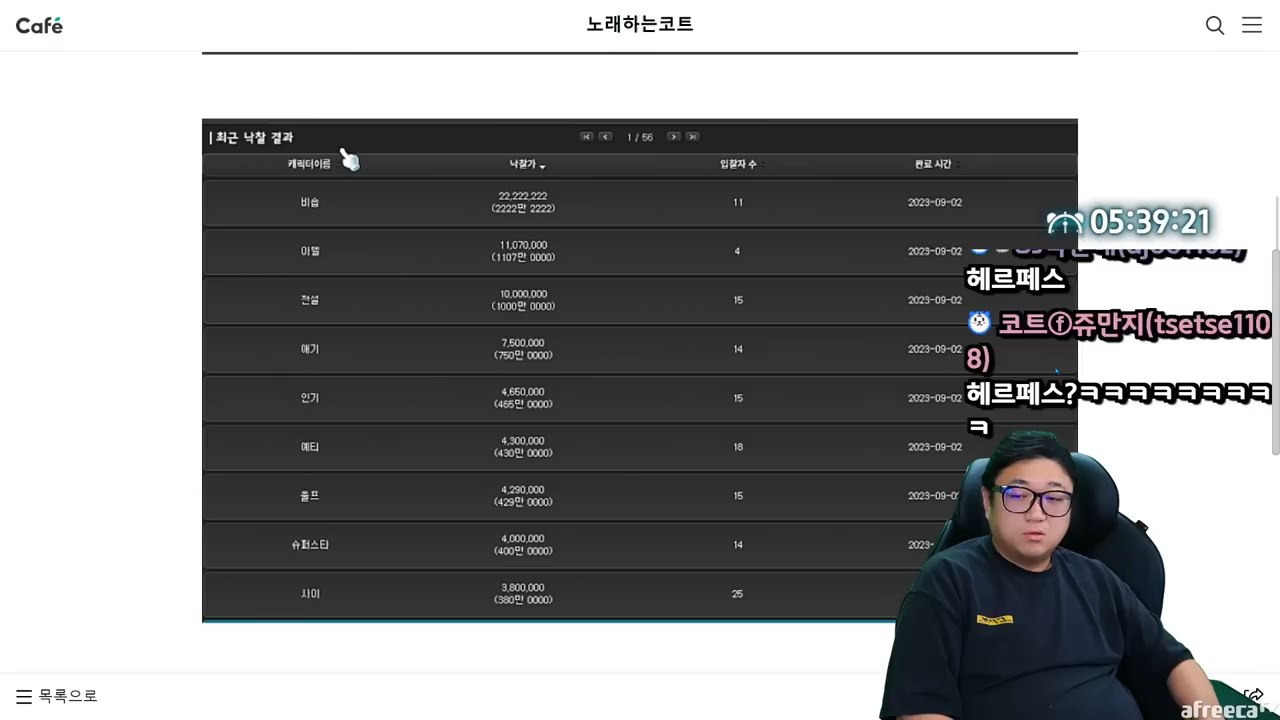 Café
노래하는코트
최근 낙찰 결과
1 / 56
캐릭터이름 낙찰가 입찰자 수 완료 시간
비숍 22,222,222 (2222만 2222) 11 2023-09-02
이델 11,070,000 (1107만 0000) 4 2023-09-02
전설 10,000,000 (1000만 0000) 15 2023-09-02
애기 7,500,000 (750만 0000) 14 2023-09-02
인기 4,650,000 (465만 0000) 15 2023-09-02
예티 4,300,000 (430만 0000) 18 2023-09-02
4,290,000 (429만 0000) 15
슈퍼스타 4,000,000 (400만 0000) 14
사이 3,800,000 (380만 0000) 25
05:39:21
헤르페스
코트ⓕ쥬만지(tsetse110
8)
헤르페스?ㅋㅋㅋㅋㅋㅋㅋㅋㅋ
ㅋ
목록으로
afreeca